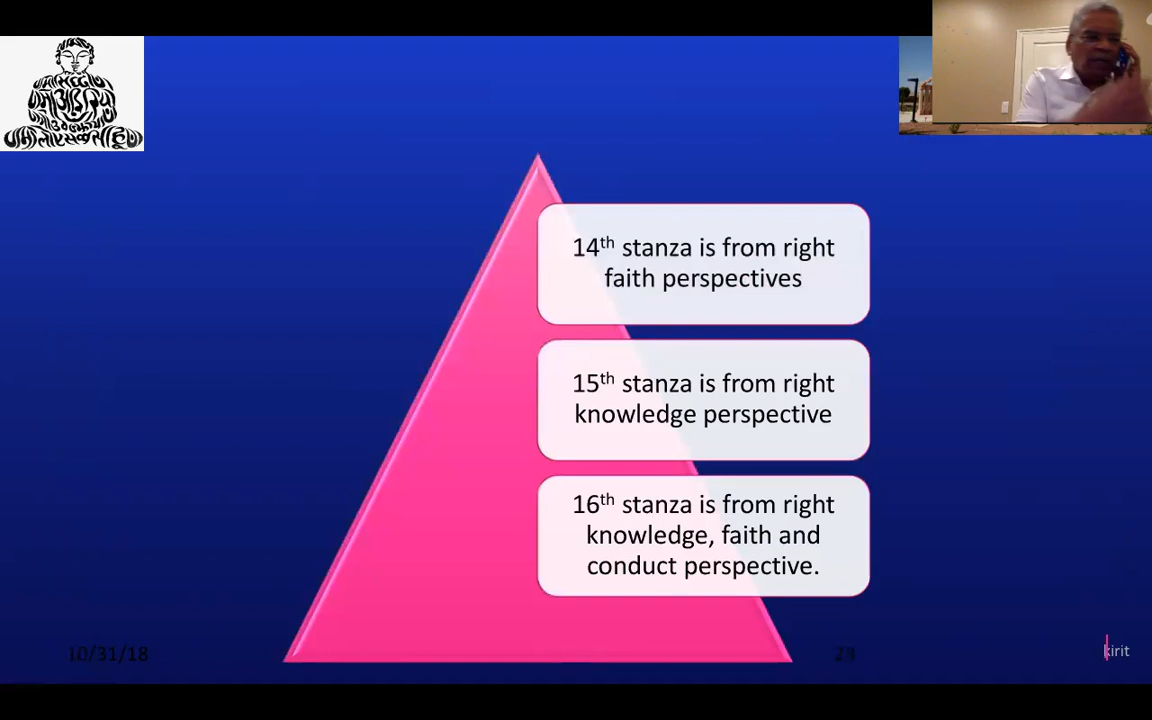 14th stanza is from right
faith perspectives
15th stanza is from right
knowledge perspective
16th stanza is from right
knowledge, faith and
conduct perspective.
10/31/18
23
kirit